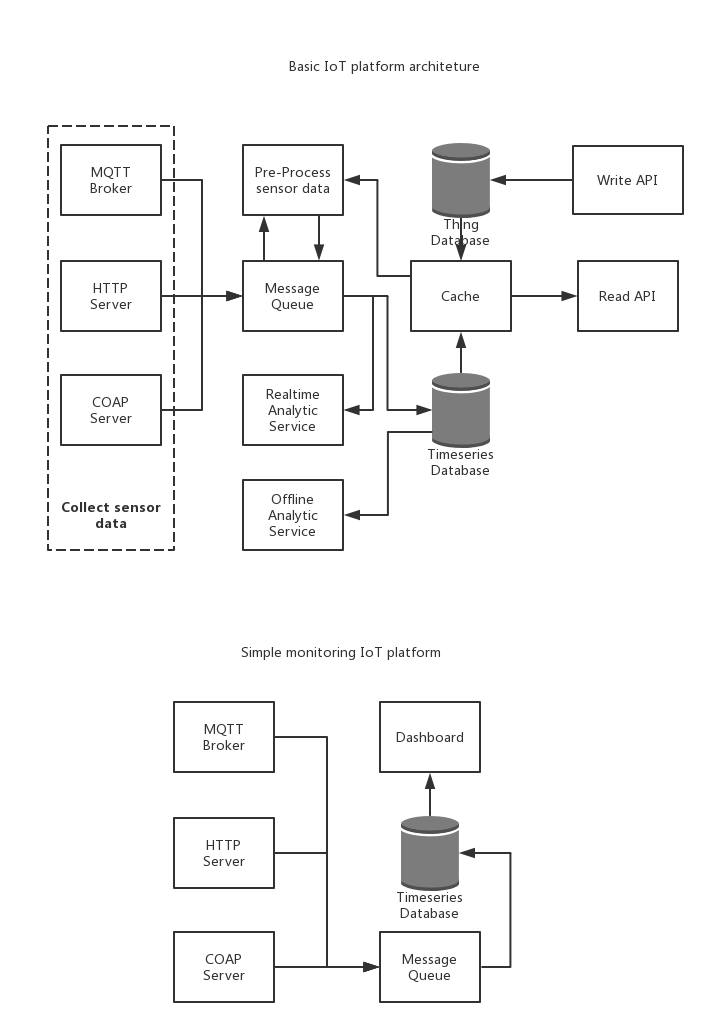 Basic IoT platform architeture
MQTT
Broker
Pre-Process
sensor data
Write API
Thing
Database
HTTP
Server
Message
Queue
Cache
Read API
COAP
Server
Realtime
Analytic
Service
Timeseries
Database
Collect sensor
data
Offline
Analytic
Service
Simple monitoring IoT platform
MQTT
Broker
Dashboard
HTTP
Server
Timeseries
Database
COAP
Server
Message
Queue